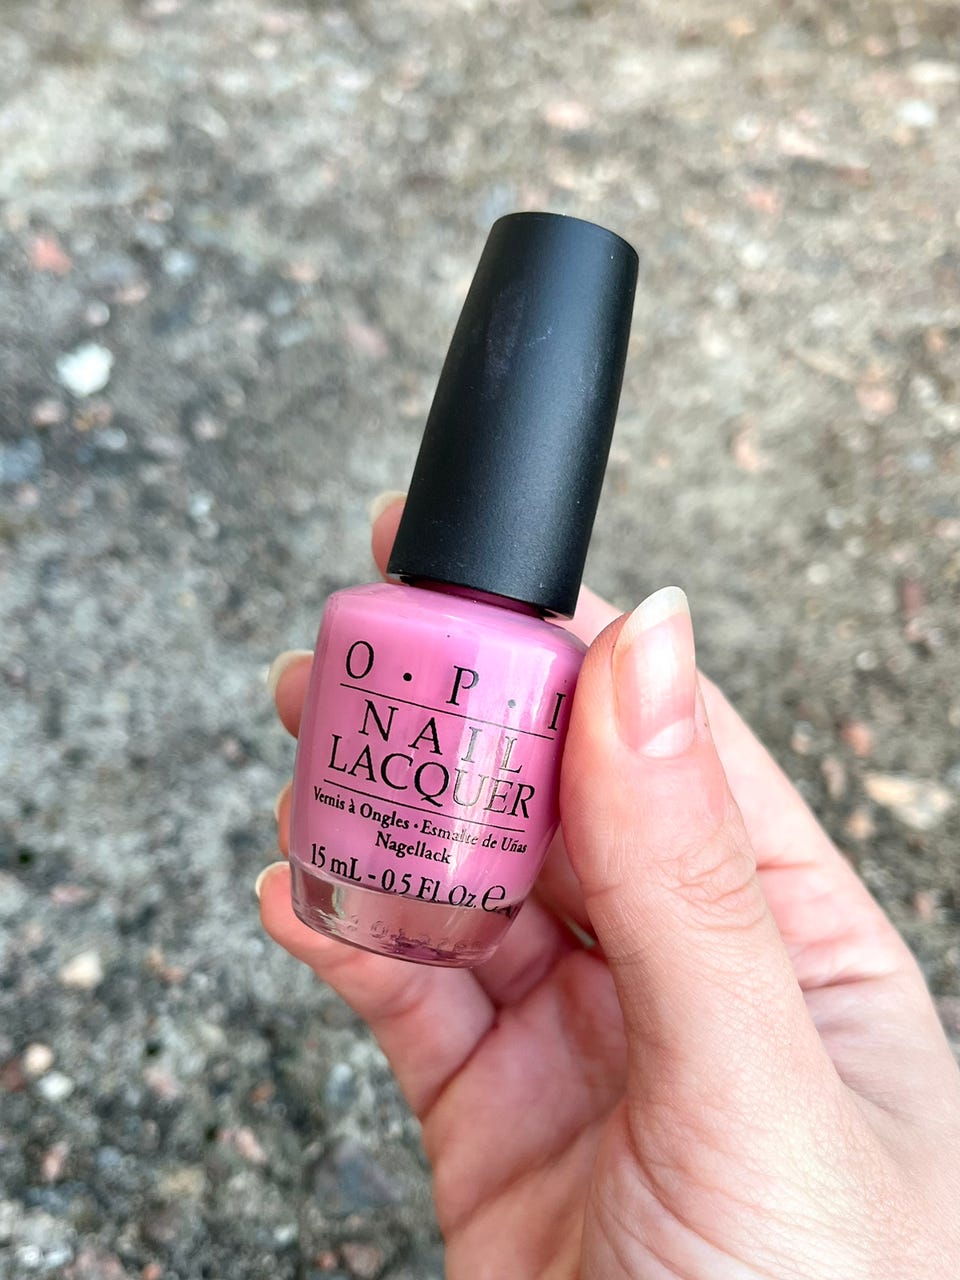 O · P · I
NAIL
LACQUER
Vernis à Ongles · Esmalte de Uñas
Nagellack
15 mL - 0.5 Fl. Oz. ℮